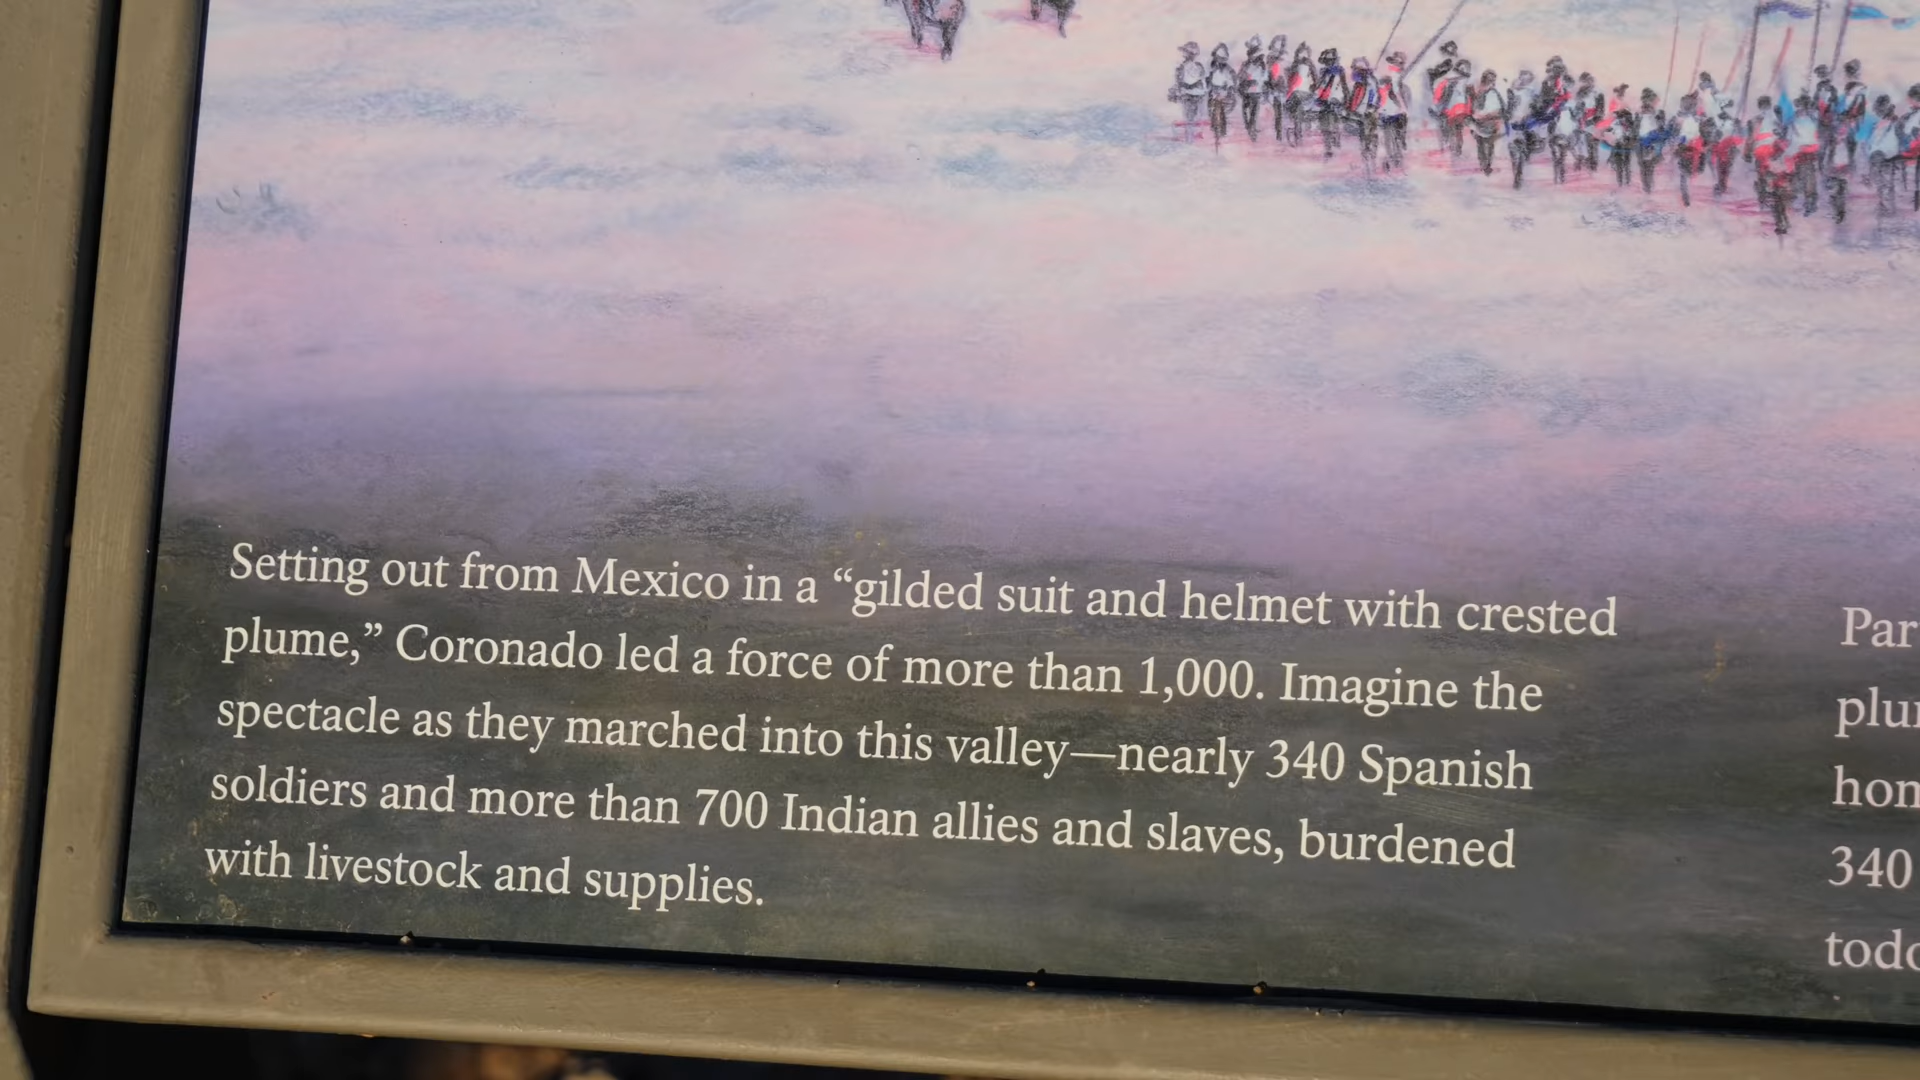 Setting out from Mexico in a “gilded suit and helmet with crested
plume,” Coronado led a force of more than 1,000. Imagine the
spectacle as they marched into this valley—nearly 340 Spanish
soldiers and more than 700 Indian allies and slaves, burdened
with livestock and supplies.
340